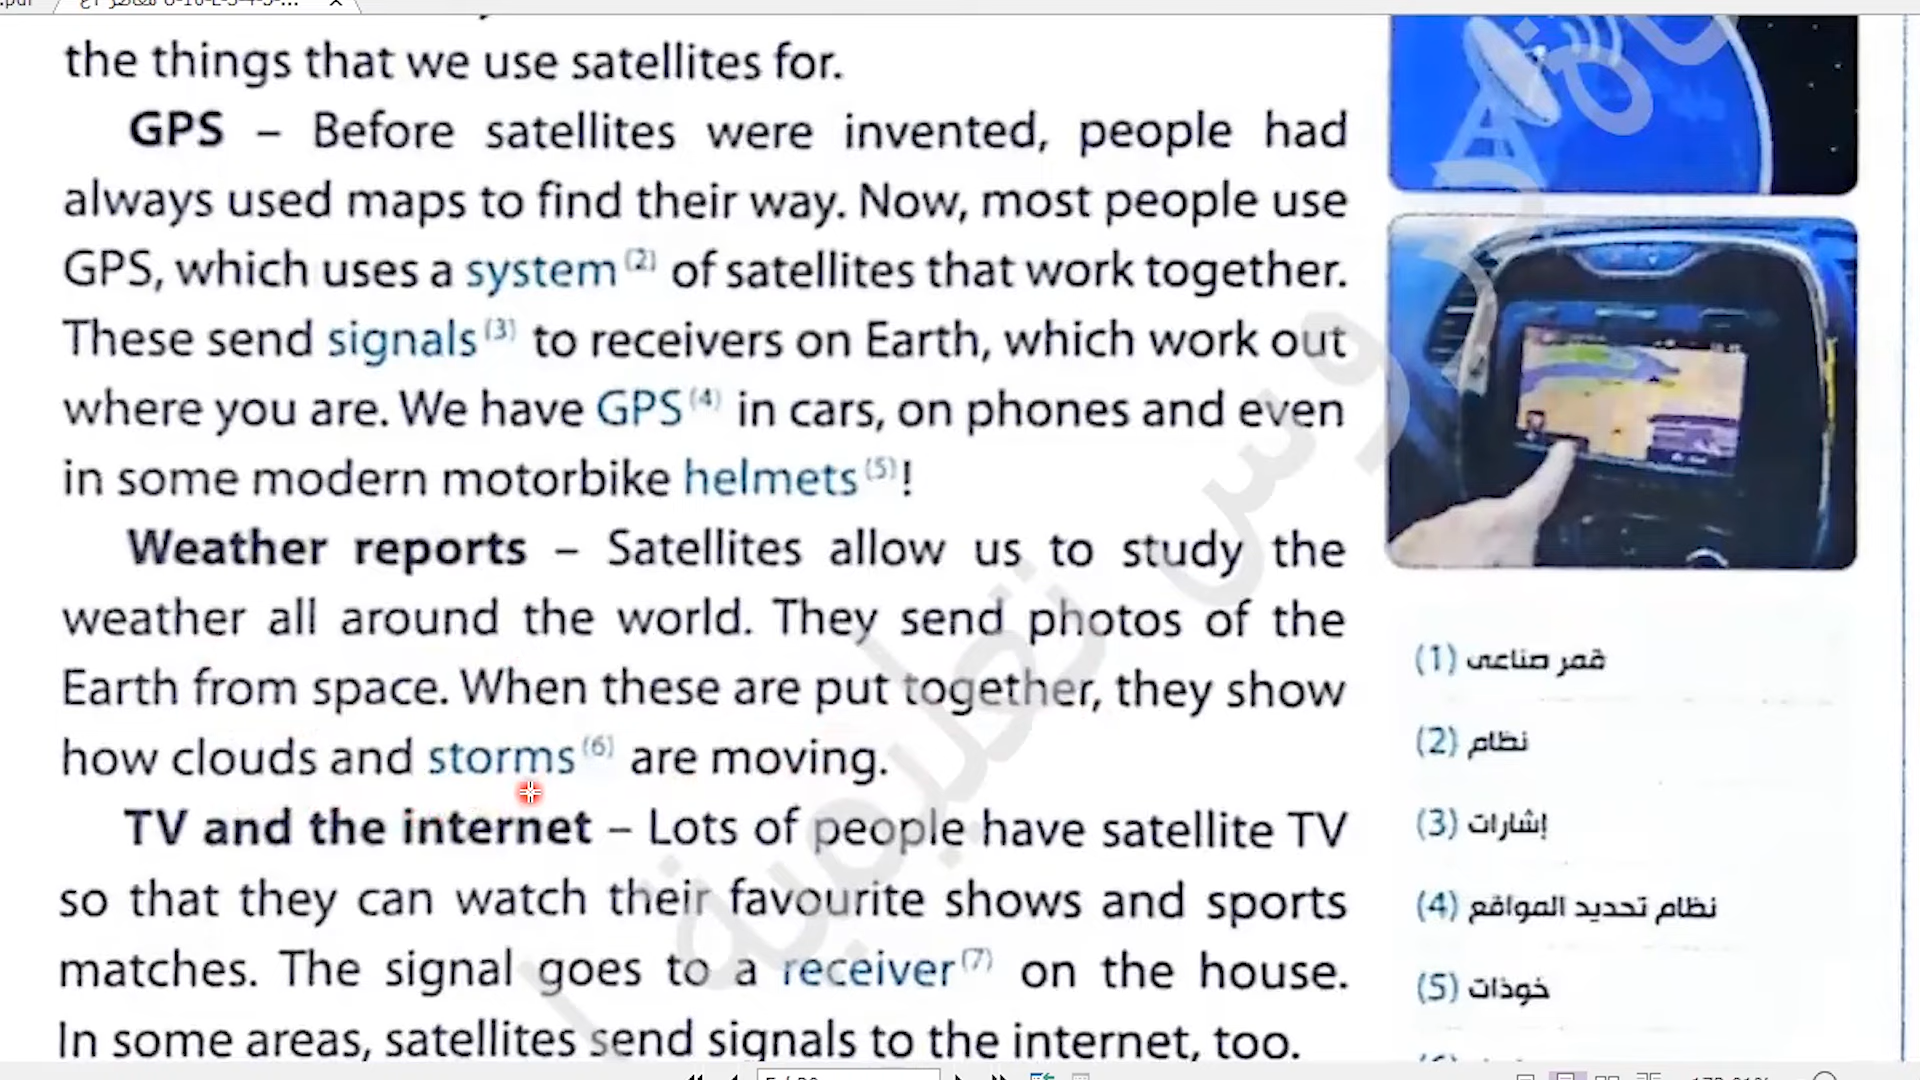 the things that we use satellites for.
GPS – Before satellites were invented, people had
always used maps to find their way. Now, most people use
GPS, which uses a system (2) of satellites that work together.
These send signals (3) to receivers on Earth, which work out
where you are. We have GPS (4) in cars, on phones and even
in some modern motorbike helmets (5)!
Weather reports – Satellites allow us to study the
weather all around the world. They send photos of the
Earth from space. When these are put together, they show
how clouds and storms (6) are moving.
TV and the internet – Lots of people have satellite TV
so that they can watch their favourite shows and sports
matches. The signal goes to a receiver (7) on the house.
In some areas, satellites send signals to the internet, too.
(1) قمر صناعى
(2) نظام
(3) إشارات
(4) نظام تحديد المواقع
(5) خوذات
دروس تعليمية